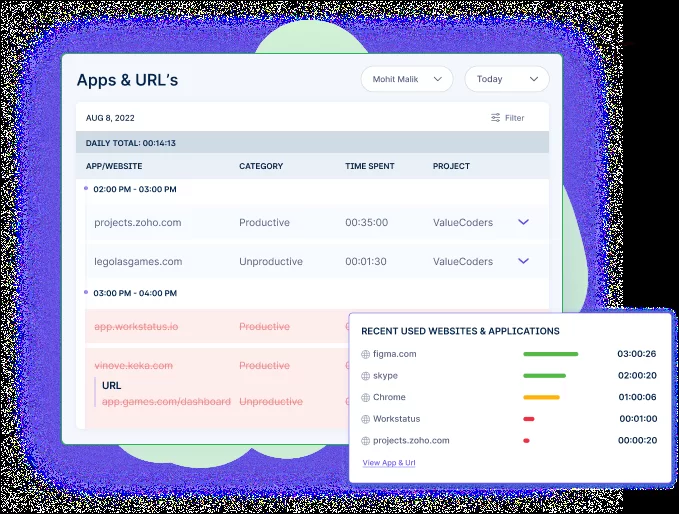 Apps & URL's
Mohit Malik
Today
AUG 8, 2022
Filter
DAILY TOTAL: 00:14:13
APP/WEBSITE CATEGORY TIME SPENT PROJECT
02:00 PM - 03:00 PM
projects.zoho.com Productive 00:35:00 ValueCoders
legolasgames.com Unproductive 00:01:30 ValueCoders
03:00 PM - 04:00 PM
app.workstatus.io Productive
vinove.keka.com Productive
URL
app.games.com/dashboard Unproductive
RECENT USED WEBSITES & APPLICATIONS
figma.com 03:00:26
skype 02:00:20
Chrome 01:00:06
Workstatus 00:01:00
projects.zoho.com 00:00:20
View App & Url